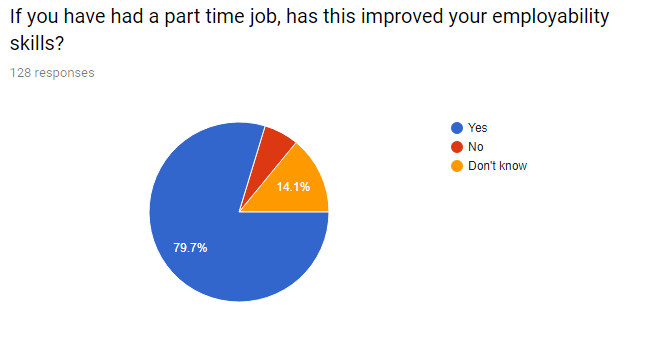 If you have had a part time job, has this improved your employability
skills?
128 responses
Yes
No
Don't know
14.1%
79.7%